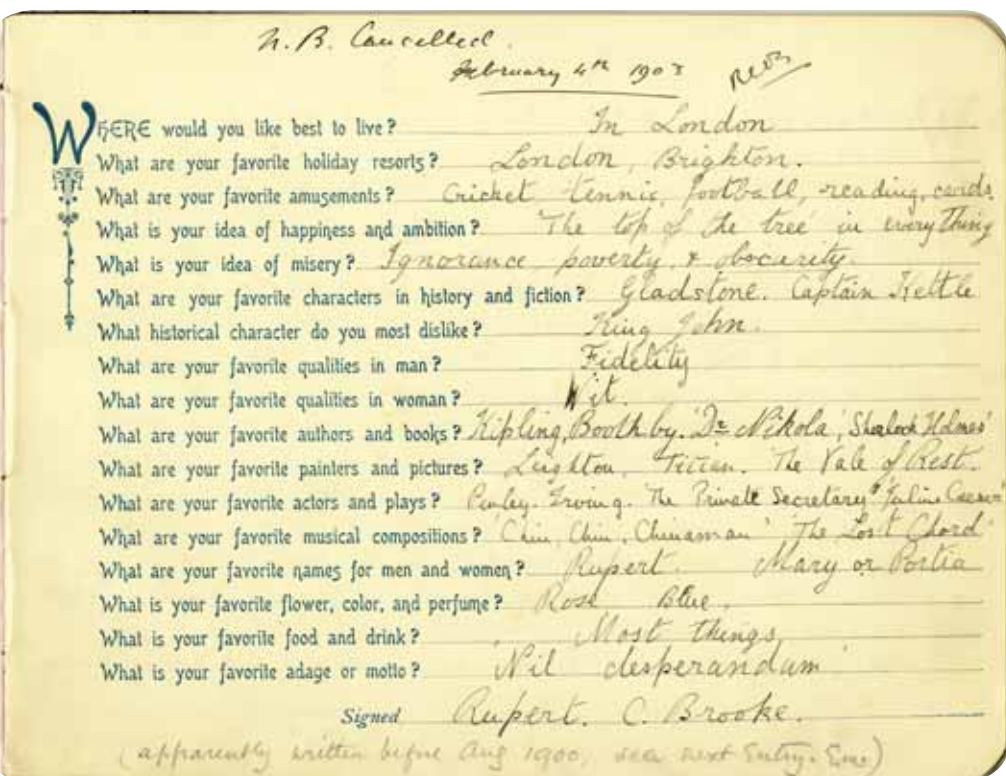 N.B. Cancelled.
February 4th 1903 RCB
WHERE would you like best to live? In London
What are your favorite holiday resorts? London, Brighton.
What are your favorite amusements? Cricket tennis, football, reading, cards.
What is your idea of happiness and ambition? 'The top of the tree' in everything
What is your idea of misery? Ignorance, poverty, & obscurity.
What are your favorite characters in history and fiction? Gladstone. Captain Kettle
What historical character do you most dislike? King John.
What are your favorite qualities in man? Fidelity
What are your favorite qualities in woman? Wit.
What are your favorite authors and books? Kipling, Boothby. 'Dr Nikola', 'Sherlock Holmes'
What are your favorite painters and pictures? Leighton, Titian. The Vale of Rest.
What are your favorite actors and plays? Penley. Irving. "The Private Secretary" "Julius Caesar"
What are your favorite musical compositions? 'Chin, Chin, Chinaman' 'The Lost Chord'
What are your favorite names for men and women? Rupert. Mary or Portia
What is your favorite flower, color, and perfume? Rose Blue.
What is your favorite food and drink? Most things,
What is your favorite adage or motto? 'Nil desperandum'
Signed Rupert. C. Brooke.
(apparently written before Aug 1900, see next Entry.)